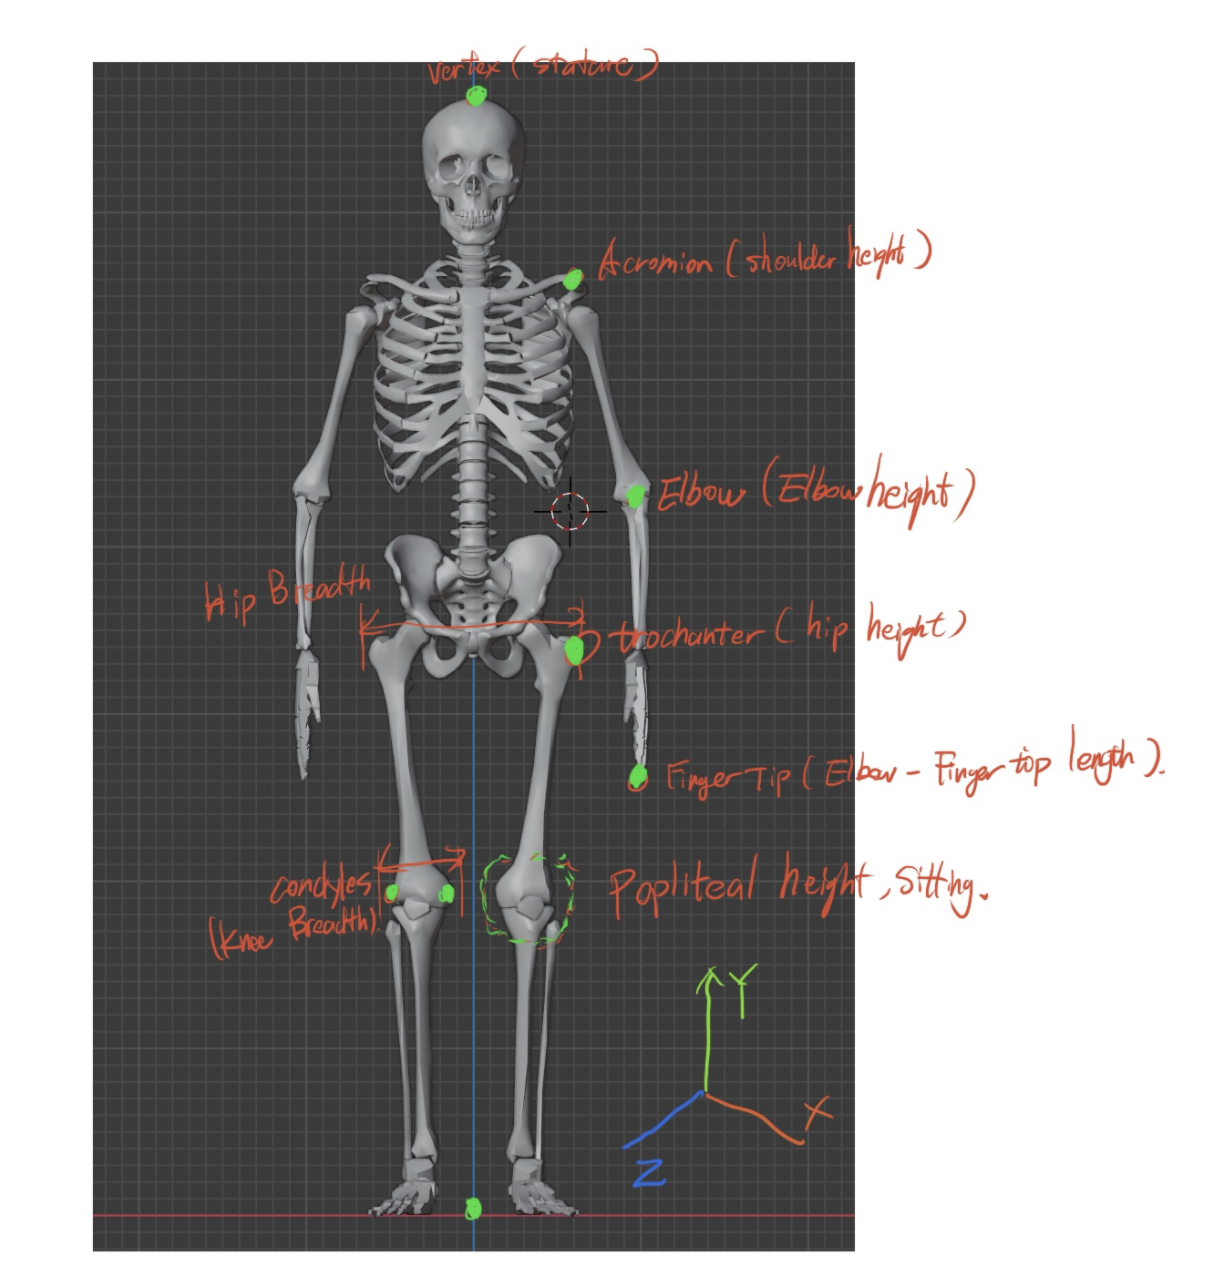 Vertex (stature)
Acromion (shoulder height)
Elbow (Elbow height)
Hip Breadth
trochanter (hip height)
Finger Tip (Elbow - Finger top length).
condyles
(Knee Breadth).
Popliteal height, Sitting.
Y
X
Z